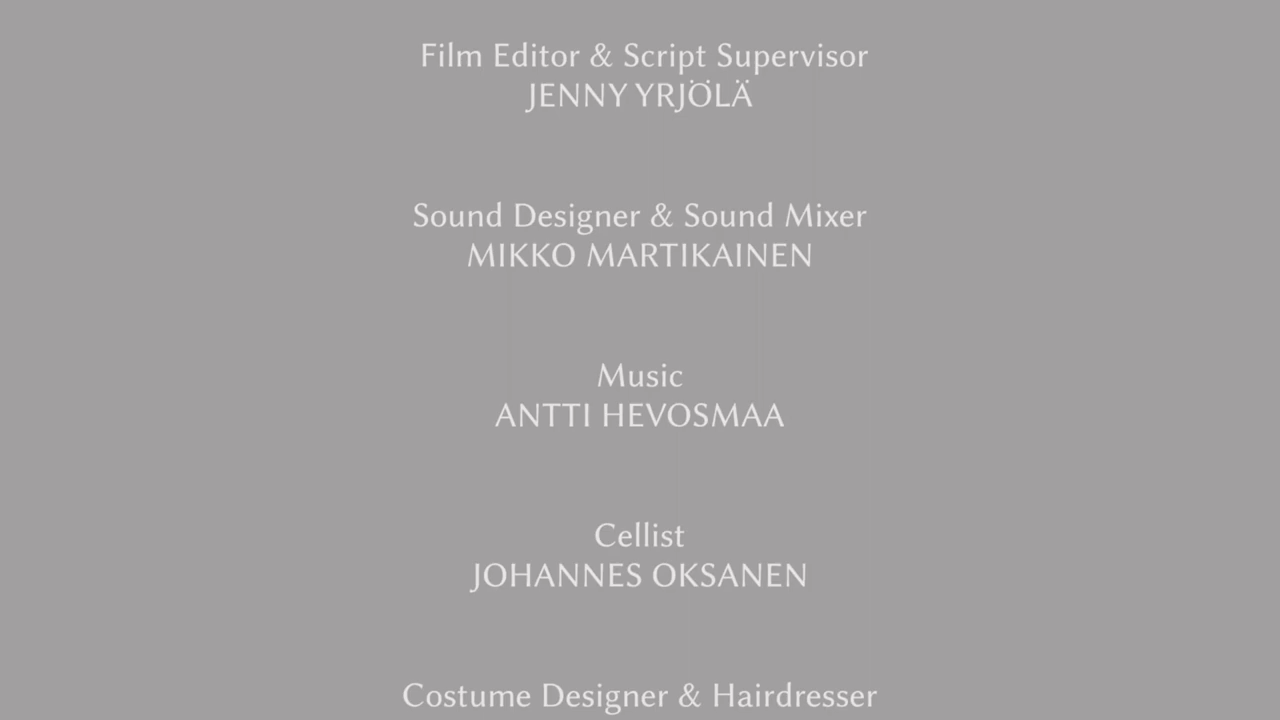 Film Editor & Script Supervisor
JENNY YRJÖLÄ
Sound Designer & Sound Mixer
MIKKO MARTIKAINEN
Music
ANTTI HEVOSMAA
Cellist
JOHANNES OKSANEN
Costume Designer & Hairdresser